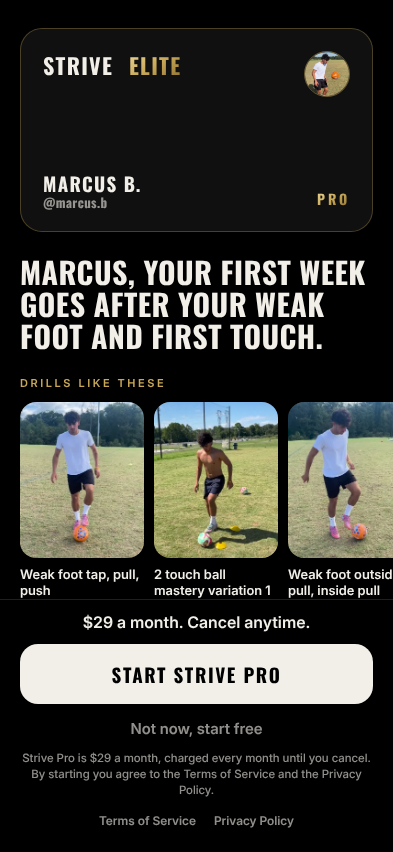 STRIVE ELITE
MARCUS B.
@marcus.b
PRO
MARCUS, YOUR FIRST WEEK
GOES AFTER YOUR WEAK
FOOT AND FIRST TOUCH.
DRILLS LIKE THESE
Weak foot tap, pull,
push
2 touch ball
mastery variation 1
Weak foot outsid
pull, inside pull
$29 a month. Cancel anytime.
START STRIVE PRO
Not now, start free
Strive Pro is $29 a month, charged every month until you cancel.
By starting you agree to the Terms of Service and the Privacy
Policy.
Terms of Service Privacy Policy